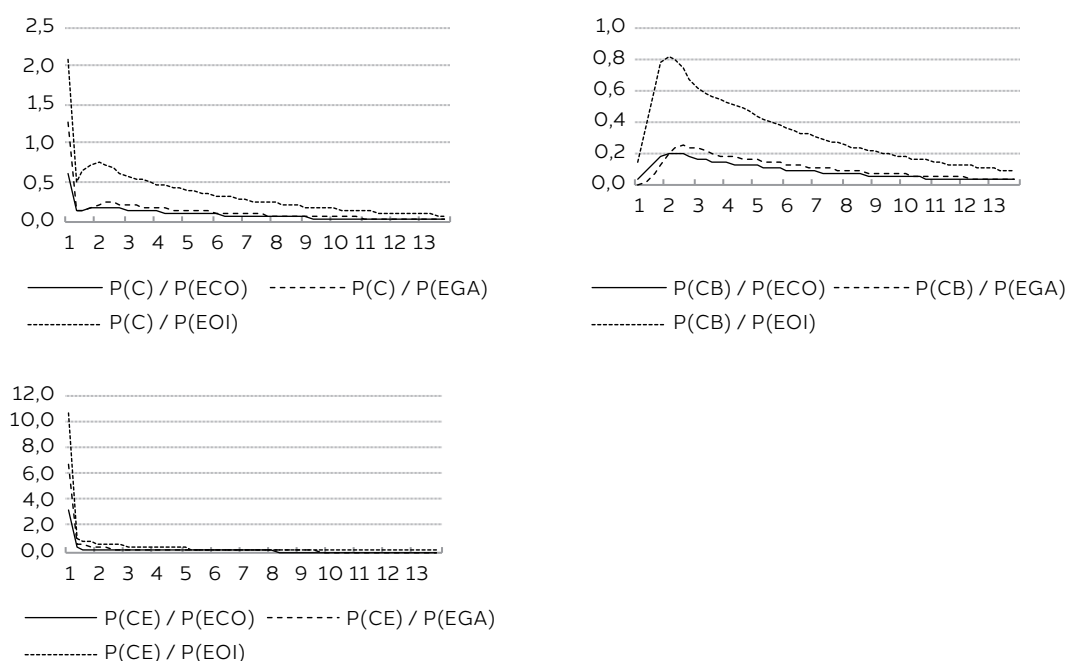 2,5
2,0
1,5
1,0
0,5
0,0
1 2 3 4 5 6 7 8 9 10 11 12 13
P(C) / P(ECO) P(C) / P(EGA)
P(C) / P(EOI)
1,0
0,8
0,6
0,4
0,2
0,0
1 2 3 4 5 6 7 8 9 10 11 12 13
P(CB) / P(ECO) P(CB) / P(EGA)
P(CB) / P(EOI)
12,0
10,0
8,0
6,0
4,0
2,0
0,0
1 2 3 4 5 6 7 8 9 10 11 12 13
P(CE) / P(ECO) P(CE) / P(EGA)
P(CE) / P(EOI)